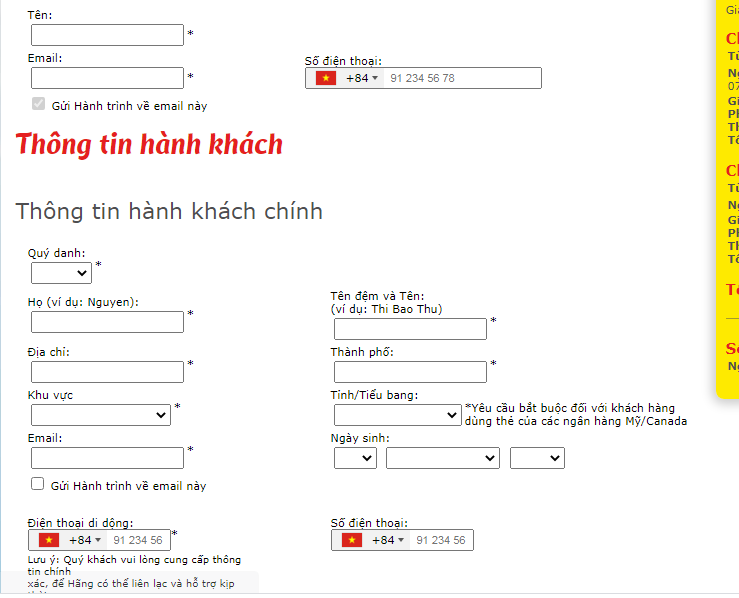 Tên:
*
Email:
Số điện thoại:
*
+84 91 234 56 78
Gửi Hành trình về email này
Thông tin hành khách
Thông tin hành khách chính
Quý danh:
*
Họ (ví dụ: Nguyen):
Tên đệm và Tên:
(ví dụ: Thi Bao Thu)
*
*
Địa chỉ:
Thành phố:
*
*
Khu vực
Tỉnh/Tiểu bang:
*
*Yêu cầu bắt buộc đối với khách hàng
dùng thẻ của các ngân hàng Mỹ/Canada
Email:
Ngày sinh:
*
Gửi Hành trình về email này
Điện thoại di dộng:
Số điện thoại:
+84 91 234 56 *
+84 91 234 56
Lưu ý: Quý khách vui lòng cung cấp thông
tin chính
xác, để Hãng có thể liên lạc và hỗ trợ kịp